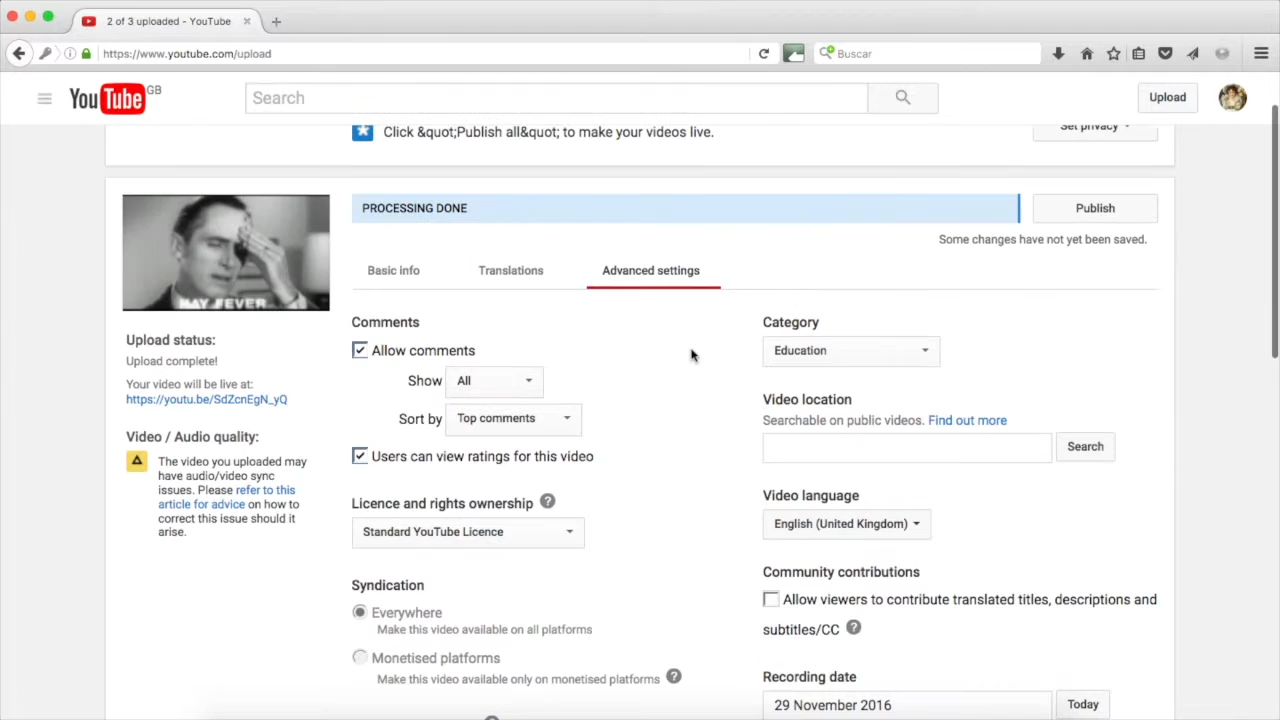 2 of 3 uploaded - YouTube
https://www.youtube.com/upload
Buscar
YouTube GB
Search
Upload
Click &quot;Publish all&quot; to make your videos live.
Set privacy
PROCESSING DONE
Publish
Some changes have not yet been saved.
MAY FEVER
Basic info
Translations
Advanced settings
Upload status:
Upload complete!
Your video will be live at:
https://youtu.be/SdZcnEgN_yQ
Video / Audio quality:
The video you uploaded may
have audio/video sync
issues. Please refer to this
article for advice on how to
correct this issue should it
arise.
Comments
Allow comments
Show All
Sort by Top comments
Users can view ratings for this video
Licence and rights ownership ?
Standard YouTube Licence
Syndication
Everywhere
Make this video available on all platforms
Monetised platforms
Make this video available only on monetised platforms ?
Category
Education
Video location
Searchable on public videos. Find out more
Search
Video language
English (United Kingdom)
Community contributions
Allow viewers to contribute translated titles, descriptions and
subtitles/CC ?
Recording date
29 November 2016 Today